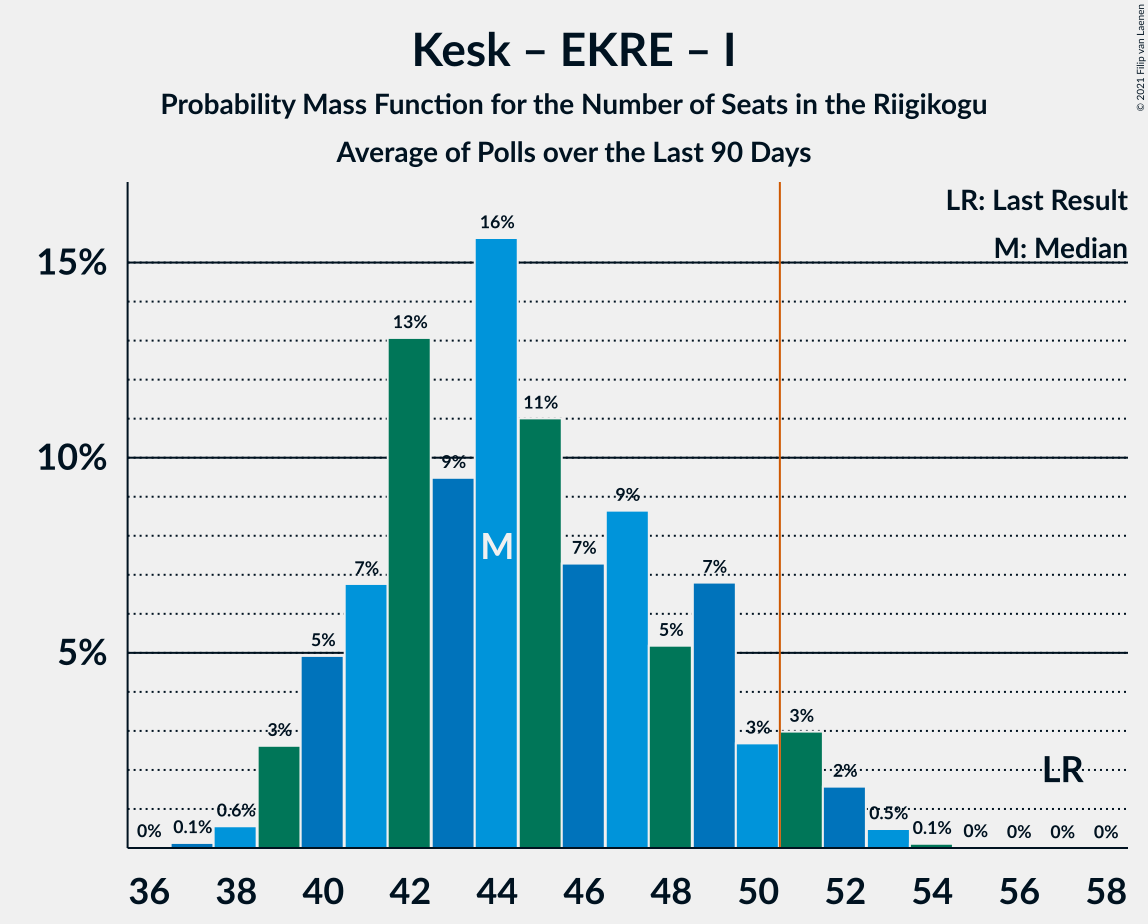 Kesk – EKRE – I
Probability Mass Function for the Number of Seats in the Riigikogu
Average of Polls over the Last 90 Days
© 2021 Filip van Laenen
LR: Last Result
M: Median
15%
10%
5%
0%
0.1%
0.6%
3%
5%
7%
13%
9%
16%
11%
7%
9%
5%
7%
3%
3%
2%
0.5%
0.1%
0%
0%
0%
0%
M
LR
36 38 40 42 44 46 48 50 52 54 56 58